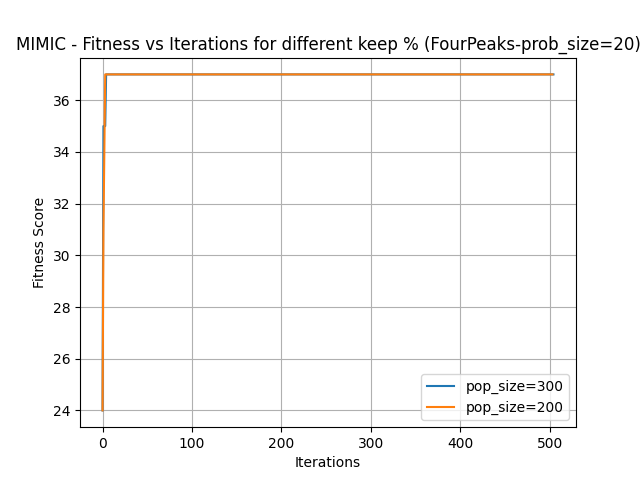 MIMIC - Fitness vs Iterations for different keep % (FourPeaks-prob_size=20)
Fitness Score
36
34
32
30
28
26
24
0 100 200 300 400 500
Iterations
pop_size=300
pop_size=200